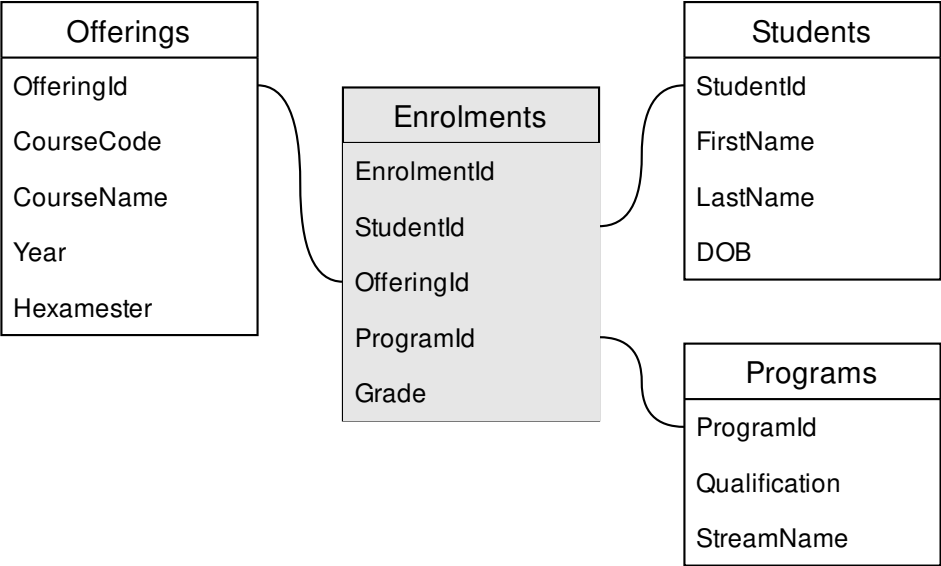 Offerings
OfferingId
CourseCode
CourseName
Year
Hexamester
Enrolments
EnrolmentId
StudentId
OfferingId
ProgramId
Grade
Students
StudentId
FirstName
LastName
DOB
Programs
ProgramId
Qualification
StreamName